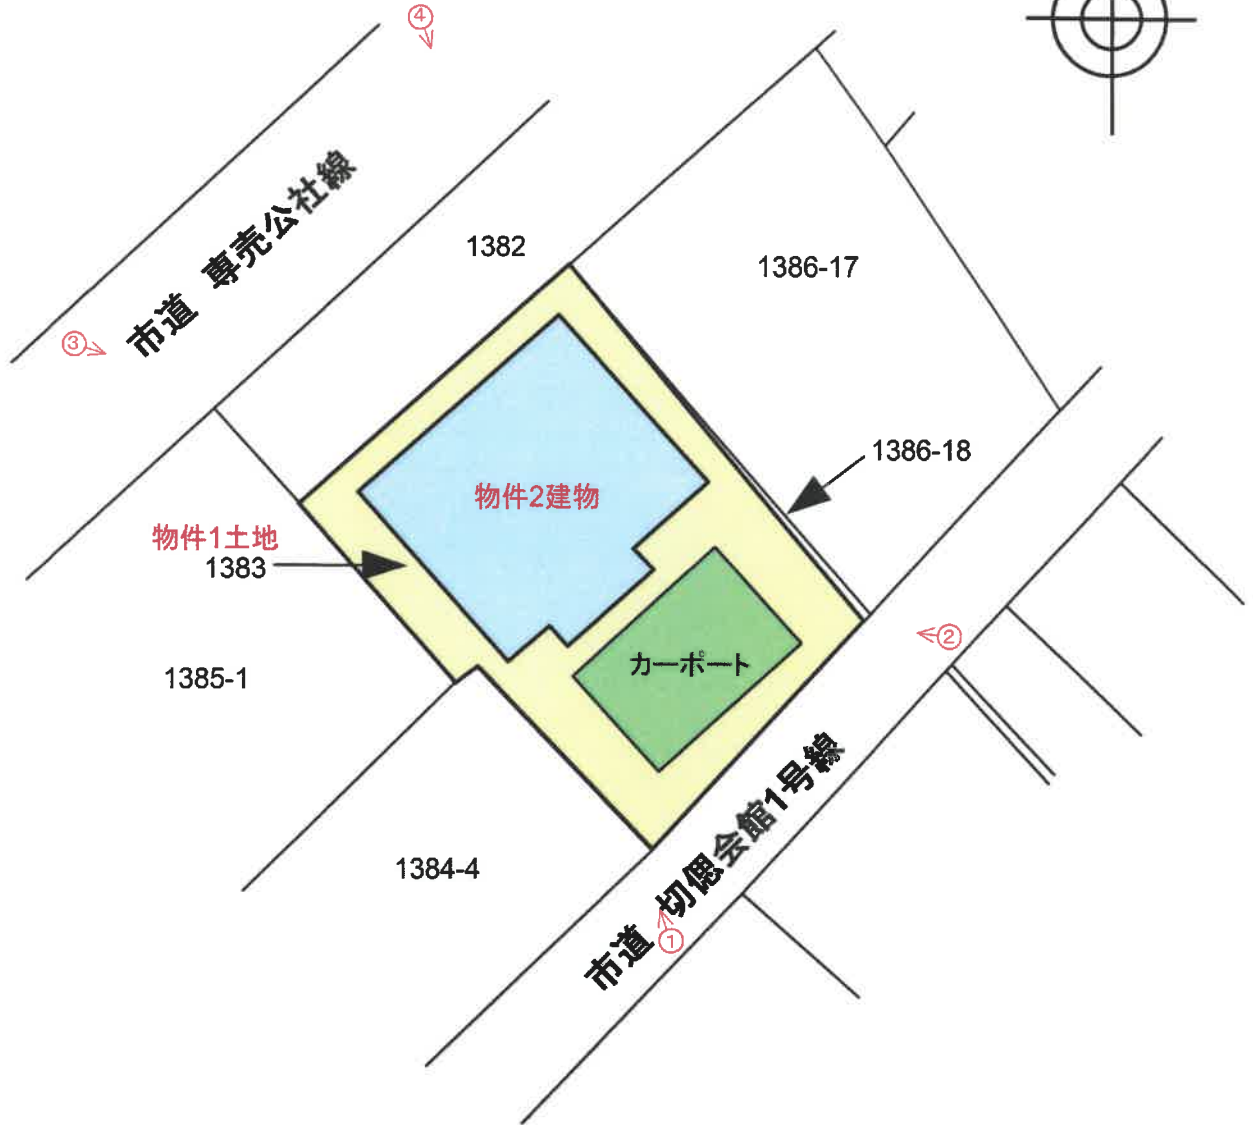 ④
市道 専売公社線
1382
1386-17
③
1386-18
物件2建物
物件1土地
1383
②
カーポート
1385-1
1384-4
市道 切偲会館1号線
①